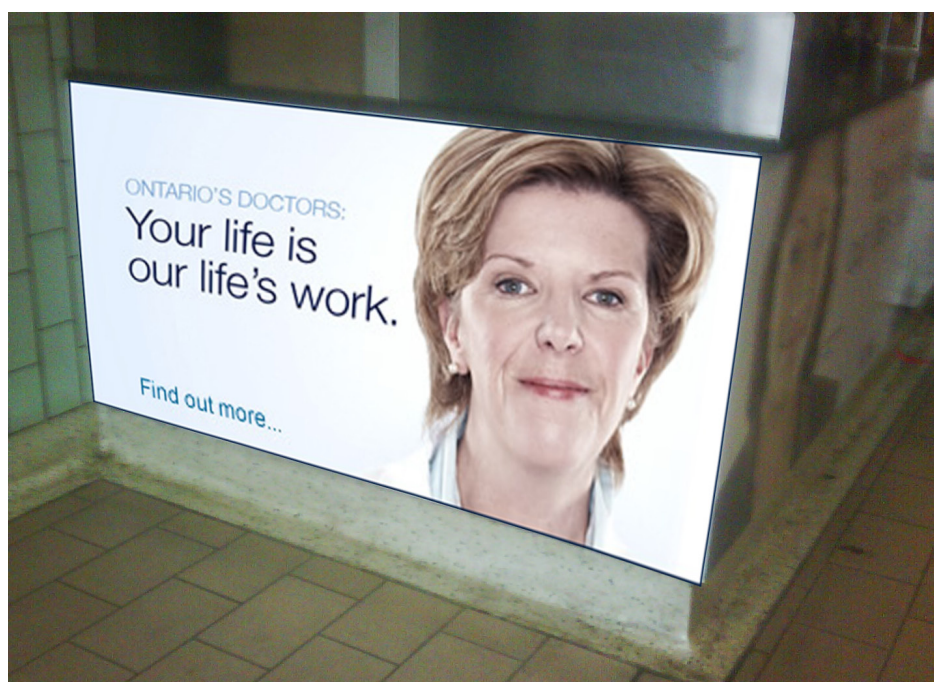 ONTARIO'S DOCTORS:
Your life is
our life's work.
Find out more...